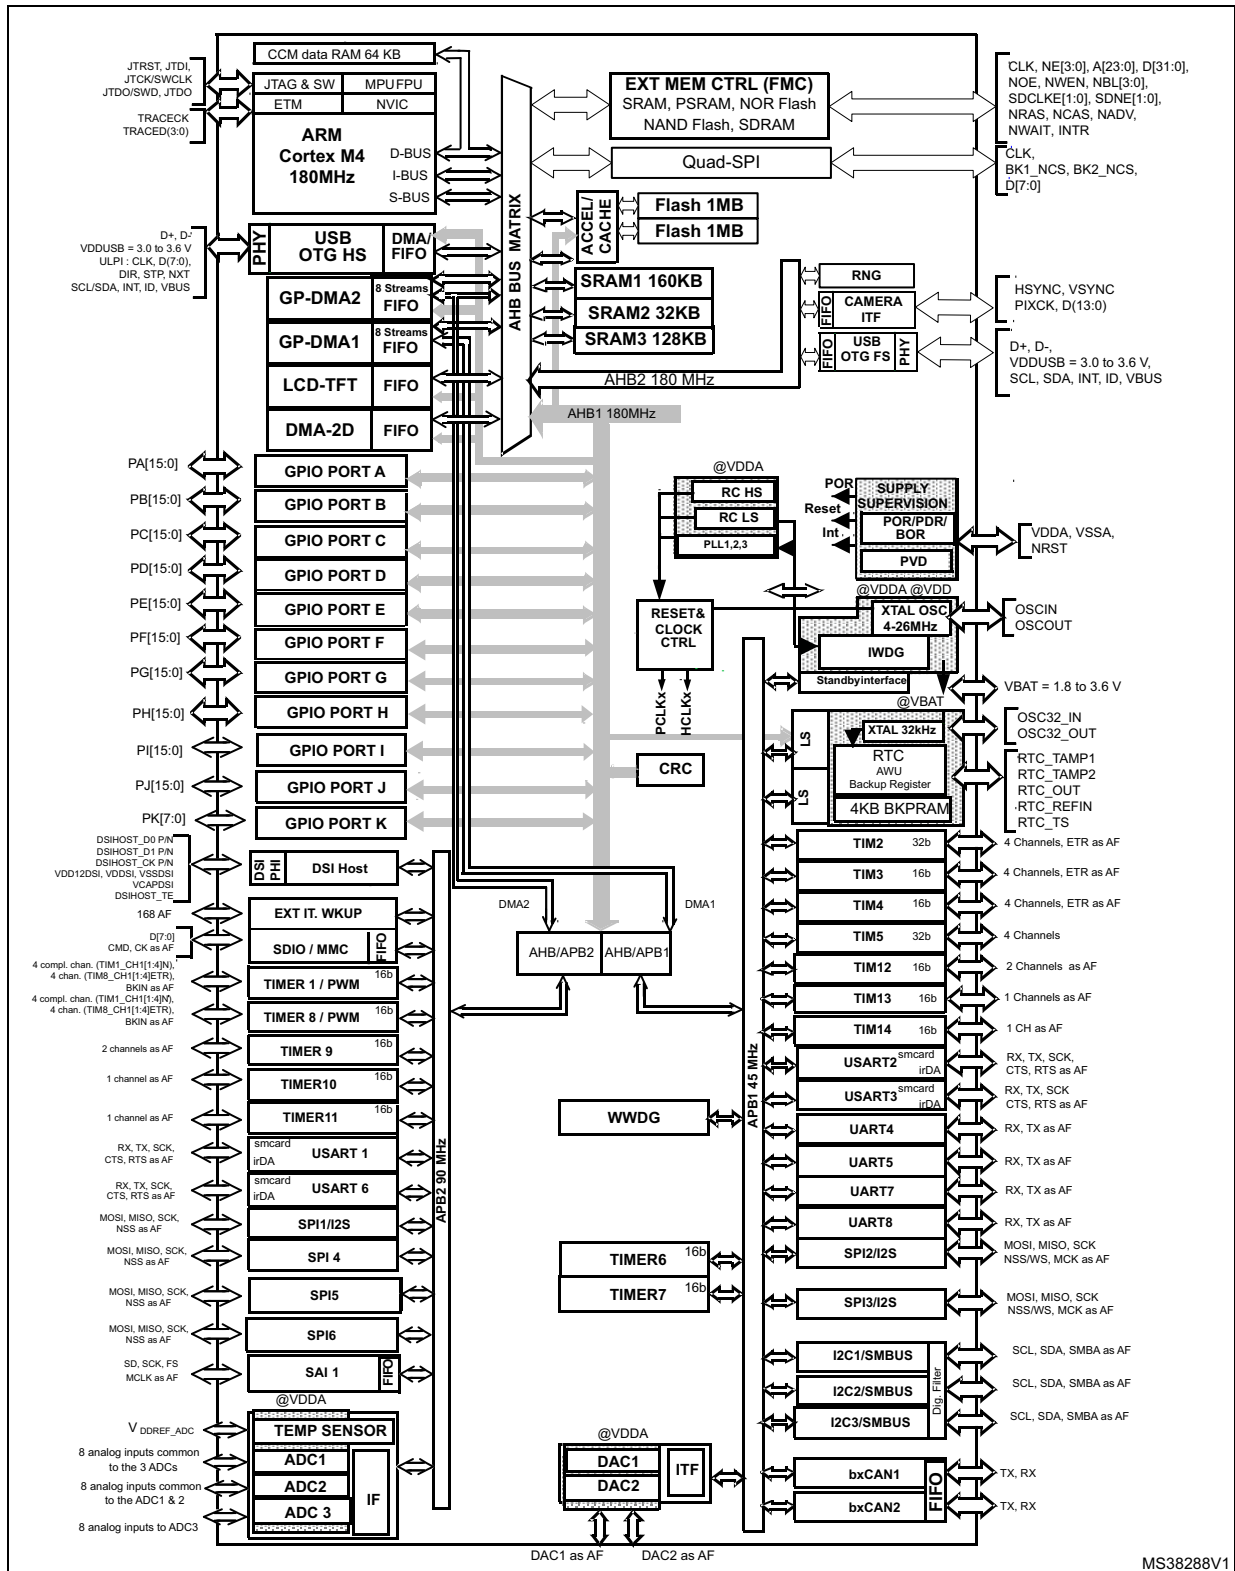 CCM data RAM 64 KB
JTRST, JTDI,
JTCK/SWCLK
JTDO/SWD, JTDO
TRACECK
TRACED(3:0)
JTAG & SW
MPU FPU
ETM
NVIC
ARM
Cortex M4
180MHz
D-BUS
I-BUS
S-BUS
AHB BUS MATRIX
EXT MEM CTRL (FMC)
SRAM, PSRAM, NOR Flash
NAND Flash, SDRAM
CLK, NE[3:0], A[23:0], D[31:0],
NOE, NWEN, NBL[3:0],
SDCLKE[1:0], SDNE[1:0],
NRAS, NCAS, NADV,
NWAIT, INTR
Quad-SPI
CLK,
BK1_NCS, BK2_NCS,
D[7:0]
ACCEL/
CACHE
Flash 1MB
Flash 1MB
D+, D-
VDDUSB = 3.0 to 3.6 V
ULPI : CLK, D(7:0),
DIR, STP, NXT
SCL/SDA, INT, ID, VBUS
PHY
USB
OTG HS
DMA/
FIFO
GP-DMA2
8 Streams
FIFO
GP-DMA1
8 Streams
FIFO
LCD-TFT
FIFO
DMA-2D
FIFO
SRAM1 160KB
SRAM2 32KB
SRAM3 128KB
RNG
FIFO
CAMERA
ITF
HSYNC, VSYNC
PIXCK, D(13:0)
FIFO
USB
OTG FS
PHY
D+, D-,
VDDUSB = 3.0 to 3.6 V,
SCL, SDA, INT, ID, VBUS
AHB2 180 MHz
AHB1 180MHz
PA[15:0]
GPIO PORT A
PB[15:0]
GPIO PORT B
PC[15:0]
GPIO PORT C
PD[15:0]
GPIO PORT D
PE[15:0]
GPIO PORT E
PF[15:0]
GPIO PORT F
PG[15:0]
GPIO PORT G
PH[15:0]
GPIO PORT H
PI[15:0]
GPIO PORT I
PJ[15:0]
GPIO PORT J
PK[7:0]
GPIO PORT K
@VDDA
RC HS
RC LS
PLL1,2,3
POR
Reset
Int
SUPPLY
SUPERVISION
POR/PDR/
BOR
PVD
VDDA, VSSA,
NRST
@VDDA @VDD
RESET&
CLOCK
CTRL
PCLKx
HCLKx
XTAL OSC
4-26MHz
OSCIN
OSCOUT
IWDG
Standbyinterface
VBAT = 1.8 to 3.6 V
@VBAT
LS
LS
XTAL 32kHz
OSC32_IN
OSC32_OUT
RTC
AWU
Backup Register
4KB BKPRAM
RTC_TAMP1
RTC_TAMP2
RTC_OUT
RTC_REFIN
RTC_TS
CRC
DSIHOST_D0 P/N
DSIHOST_D1 P/N
DSIHOST_CK P/N
VDD12DSI, VDDSI, VSSDSI
VCAPDSI
DSIHOST_TE
DSI
PHI
DSI Host
168 AF
EXT IT. WKUP
D[7:0]
CMD, CK as AF
SDIO / MMC
FIFO
4 compl. chan. (TIM1_CH1[1:4]N),
4 chan. (TIM8_CH1[1:4]ETR),
BKIN as AF
TIMER 1 / PWM
16b
4 compl. chan. (TIM1_CH1[1:4]N),
4 chan. (TIM8_CH1[1:4]ETR),
BKIN as AF
TIMER 8 / PWM
16b
2 channels as AF
TIMER 9
16b
1 channel as AF
TIMER10
16b
1 channel as AF
TIMER11
16b
RX, TX, SCK,
CTS, RTS as AF
smcard
irDA
USART 1
RX, TX, SCK,
CTS, RTS as AF
smcard
irDA
USART 6
MOSI, MISO, SCK,
NSS as AF
SPI1/I2S
MOSI, MISO, SCK,
NSS as AF
SPI 4
MOSI, MISO, SCK,
NSS as AF
SPI5
MOSI, MISO, SCK,
NSS as AF
SPI6
SD, SCK, FS
MCLK as AF
SAI 1
FIFO
@VDDA
VDDREF_ADC
TEMP SENSOR
8 analog inputs common
to the 3 ADCs
ADC1
8 analog inputs common
to the ADC1 & 2
ADC2
8 analog inputs to ADC3
ADC 3
IF
APB2 90 MHz
DMA2
DMA1
AHB/APB2
AHB/APB1
WWDG
TIMER6
16b
TIMER7
16b
@VDDA
DAC1
DAC2
ITF
DAC1 as AF
DAC2 as AF
APB1 45 MHz
TIM2
32b
4 Channels, ETR as AF
TIM3
16b
4 Channels, ETR as AF
TIM4
16b
4 Channels, ETR as AF
TIM5
32b
4 Channels
TIM12
16b
2 Channels as AF
TIM13
16b
1 Channels as AF
TIM14
16b
1 CH as AF
USART2
smcard
irDA
RX, TX, SCK,
CTS, RTS as AF
USART3
smcard
irDA
RX, TX, SCK
CTS, RTS as AF
UART4
RX, TX as AF
UART5
RX, TX as AF
UART7
RX, TX as AF
UART8
RX, TX as AF
SPI2/I2S
MOSI, MISO, SCK
NSS/WS, MCK as AF
SPI3/I2S
MOSI, MISO, SCK
NSS/WS, MCK as AF
I2C1/SMBUS
SCL, SDA, SMBA as AF
I2C2/SMBUS
SCL, SDA, SMBA as AF
I2C3/SMBUS
SCL, SDA, SMBA as AF
Dig. Filter
bxCAN1
TX, RX
bxCAN2
TX, RX
FIFO
MS38288V1